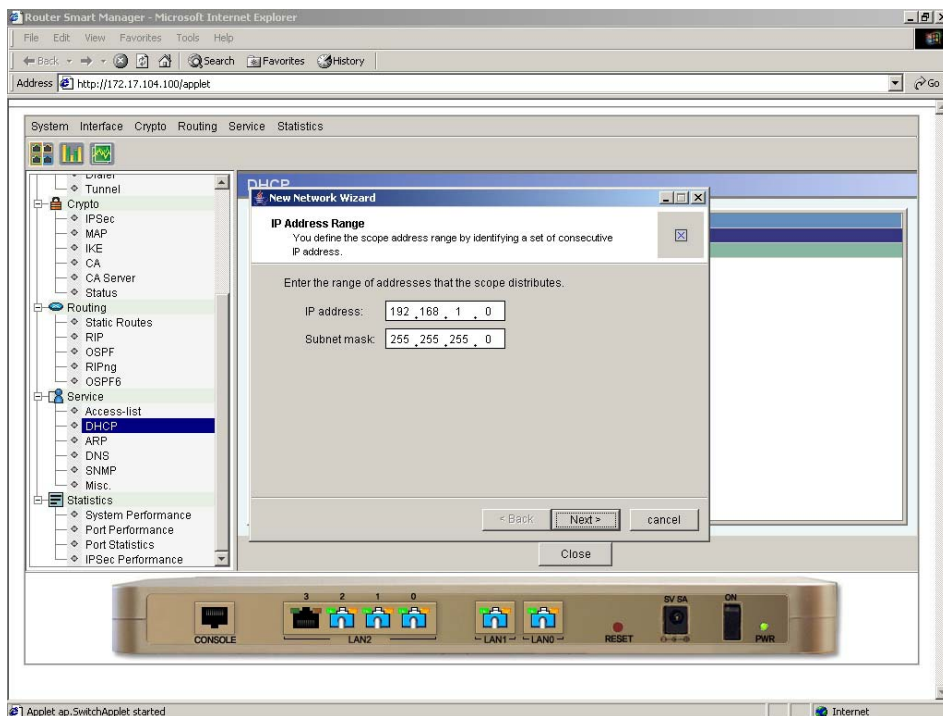 Router Smart Manager - Microsoft Internet Explorer
File Edit View Favorites Tools Help
Back Search Favorites History
Address http://172.17.104.100/applet Go
System Interface Crypto Routing Service Statistics
Dialer
Tunnel
Crypto
IPSec
MAP
IKE
CA
CA Server
Status
Routing
Static Routes
RIP
OSPF
RIPng
OSPF6
Service
Access-list
DHCP
ARP
DNS
SNMP
Misc.
Statistics
System Performance
Port Performance
Port Statistics
IPSec Performance
DHCP
New Network Wizard
IP Address Range
You define the scope address range by identifying a set of consecutive
IP address.
Enter the range of addresses that the scope distributes.
IP address: 192 .168 . 1 . 0
Subnet mask: 255 .255 .255 . 0
< Back Next > cancel
Close
3 2 1 0 5V 5A ON
CONSOLE LAN2 LAN1 LAN0 RESET PWR
Applet ap.SwitchApplet started Internet